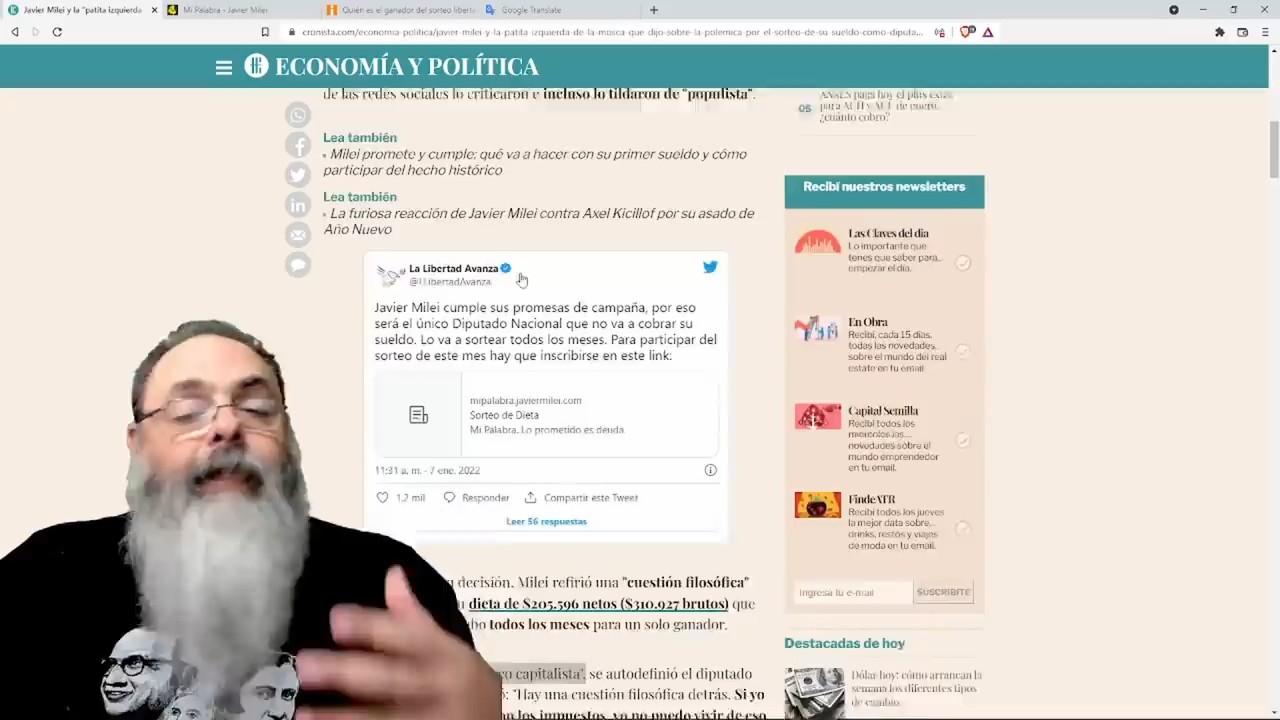 Javier Milei y la "patita izquierda
Mi Palabra - Javier Milei
Quién es el ganador del sorteo liberta
Google Translate
cronista.com/economia-politica/javier-milei-y-la-patita-izquierda-de-la-mosca-que-dijo-sobre-la-polemica-por-el-sorteo-de-su-sueldo-como-diputa...
ECONOMÍA Y POLÍTICA
de las redes sociales lo criticaron e incluso lo tildaron de "populista".
Lea también
Milei promete y cumple: qué va a hacer con su primer sueldo y cómo
participar del hecho histórico
Lea también
La furiosa reacción de Javier Milei contra Axel Kicillof por su asado de
Año Nuevo
La Libertad Avanza
@LLibertadAvanza
Javier Milei cumple sus promesas de campaña, por eso
será el único Diputado Nacional que no va a cobrar su
sueldo. Lo va a sortear todos los meses. Para participar del
sorteo de este mes hay que inscribirse en este link:
mipalabra.javiermilei.com
Sorteo de Dieta
Mi Palabra. Lo prometido es deuda.
11:31 a. m. · 7 ene. 2022
1,2 mil
Responder
Compartir este Tweet
Leer 56 respuestas
decisión, Milei refirió una "cuestión filosófica"
dieta de $205.596 netos ($310.927 brutos) que
todos los meses para un solo ganador.
capitalista", se autodefinió el diputado
"Hay una cuestión filosófica detrás. Si yo
los impuestos, yo no puedo vivir de eso
05
ANSES paga hoy el plus extra
para AUH y AUE de enero,
¿cuánto cobro?
Recibí nuestros newsletters
Las Claves del día
Lo importante que
tenes que saber para
empezar el día.
En Obra
Recibí, cada 15 días,
todas las novedades
sobre el mundo del real
estate en tu email
Capital Semilla
Recibí todos los
novedades sobre el
mundo emprendedor
en tu email.
FindeATR
Recibí todos los jueves
la mejor data sobre
drinks, restós y viajes
de moda en tu email.
Ingresa tu e-mail
SUSCRIBITE
Destacadas de hoy
Dólar hoy: cómo arrancan la
semana los diferentes tipos
de cambio